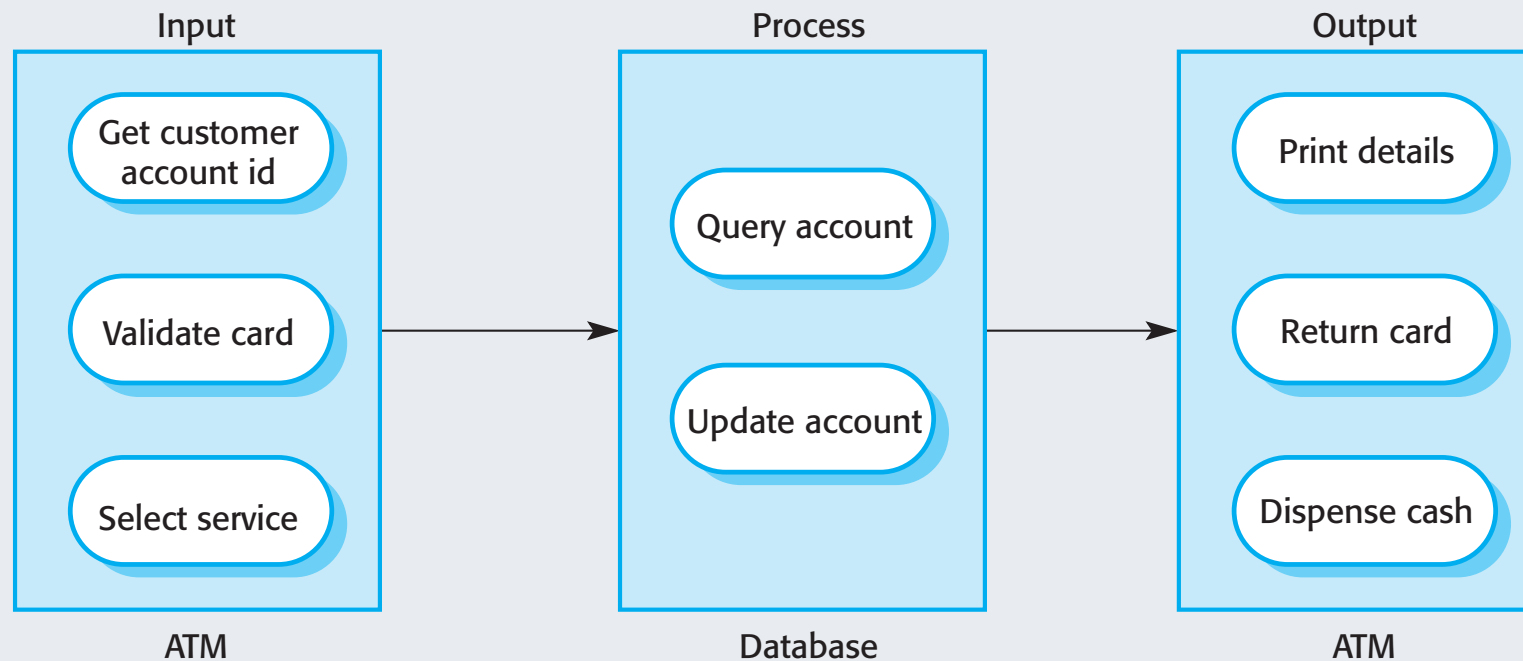 Input
Get customer
account id
Validate card
Select service
ATM
Process
Query account
Update account
Database
Output
Print details
Return card
Dispense cash
ATM